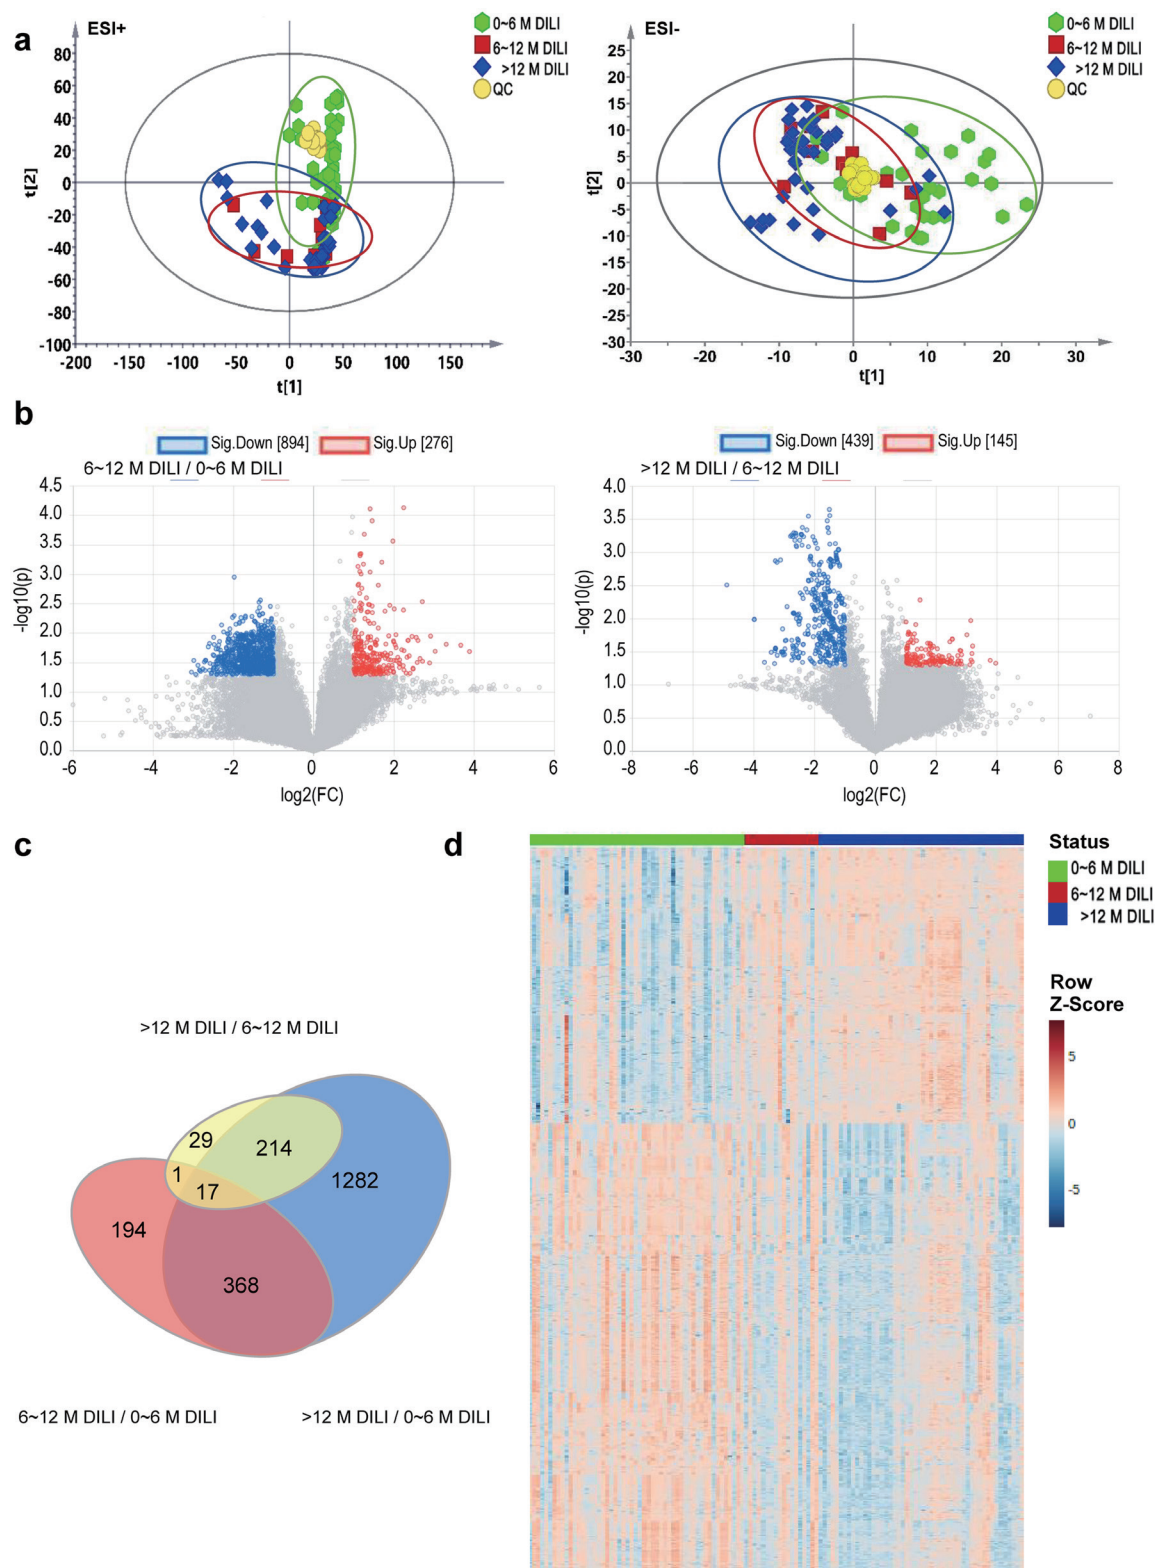 a
ESI+
0~6 M DILI
6~12 M DILI
>12 M DILI
QC
t[2]
80
60
40
20
0
-20
-40
-60
-80
-100
-200 -150 -100 -50 0 50 100 150
t[1]
ESI-
0~6 M DILI
6~12 M DILI
>12 M DILI
QC
t[2]
25
20
15
10
5
0
-5
-10
-15
-20
-25
-30
-30 -20 -10 0 10 20 30
t[1]
b
Sig.Down [894] Sig.Up [276]
6~12 M DILI / 0~6 M DILI
-log10(p)
4.5
4.0
3.5
3.0
2.5
2.0
1.5
1.0
0.5
0.0
-6 -4 -2 0 2 4 6
log2(FC)
Sig.Down [439] Sig.Up [145]
>12 M DILI / 6~12 M DILI
-log10(p)
4.0
3.5
3.0
2.5
2.0
1.5
1.0
0.5
0.0
-8 -6 -4 -2 0 2 4 6 8
log2(FC)
c
>12 M DILI / 6~12 M DILI
29
214
1
17
1282
194
368
6~12 M DILI / 0~6 M DILI
>12 M DILI / 0~6 M DILI
d
Status
0~6 M DILI
6~12 M DILI
>12 M DILI
Row
Z-Score
5
0
-5